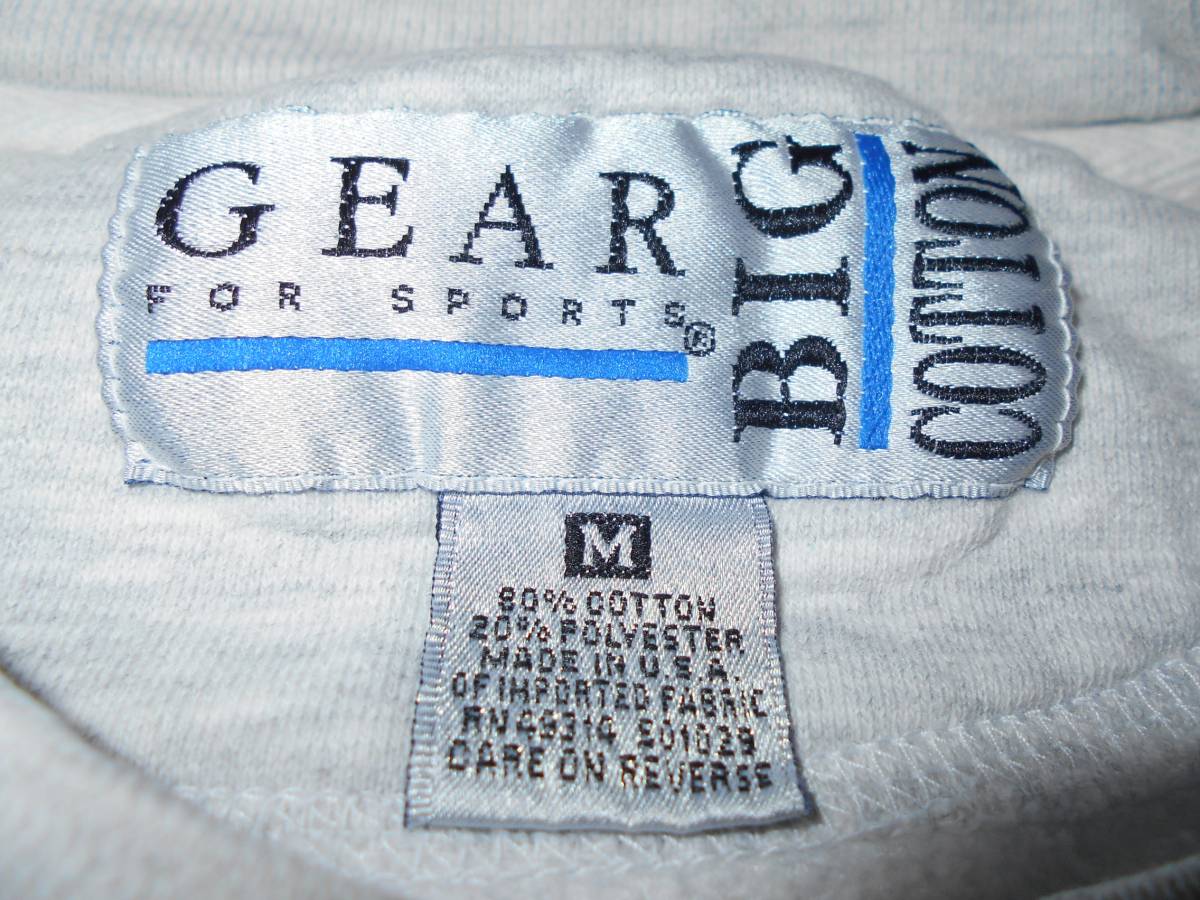 GEAR
FOR SPORTS®
BIG
COTTON
M
80% COTTON
20% POLYESTER
MADE IN U.S.A.
OF IMPORTED FABRIC
RN49314 S01029
CARE ON REVERSE